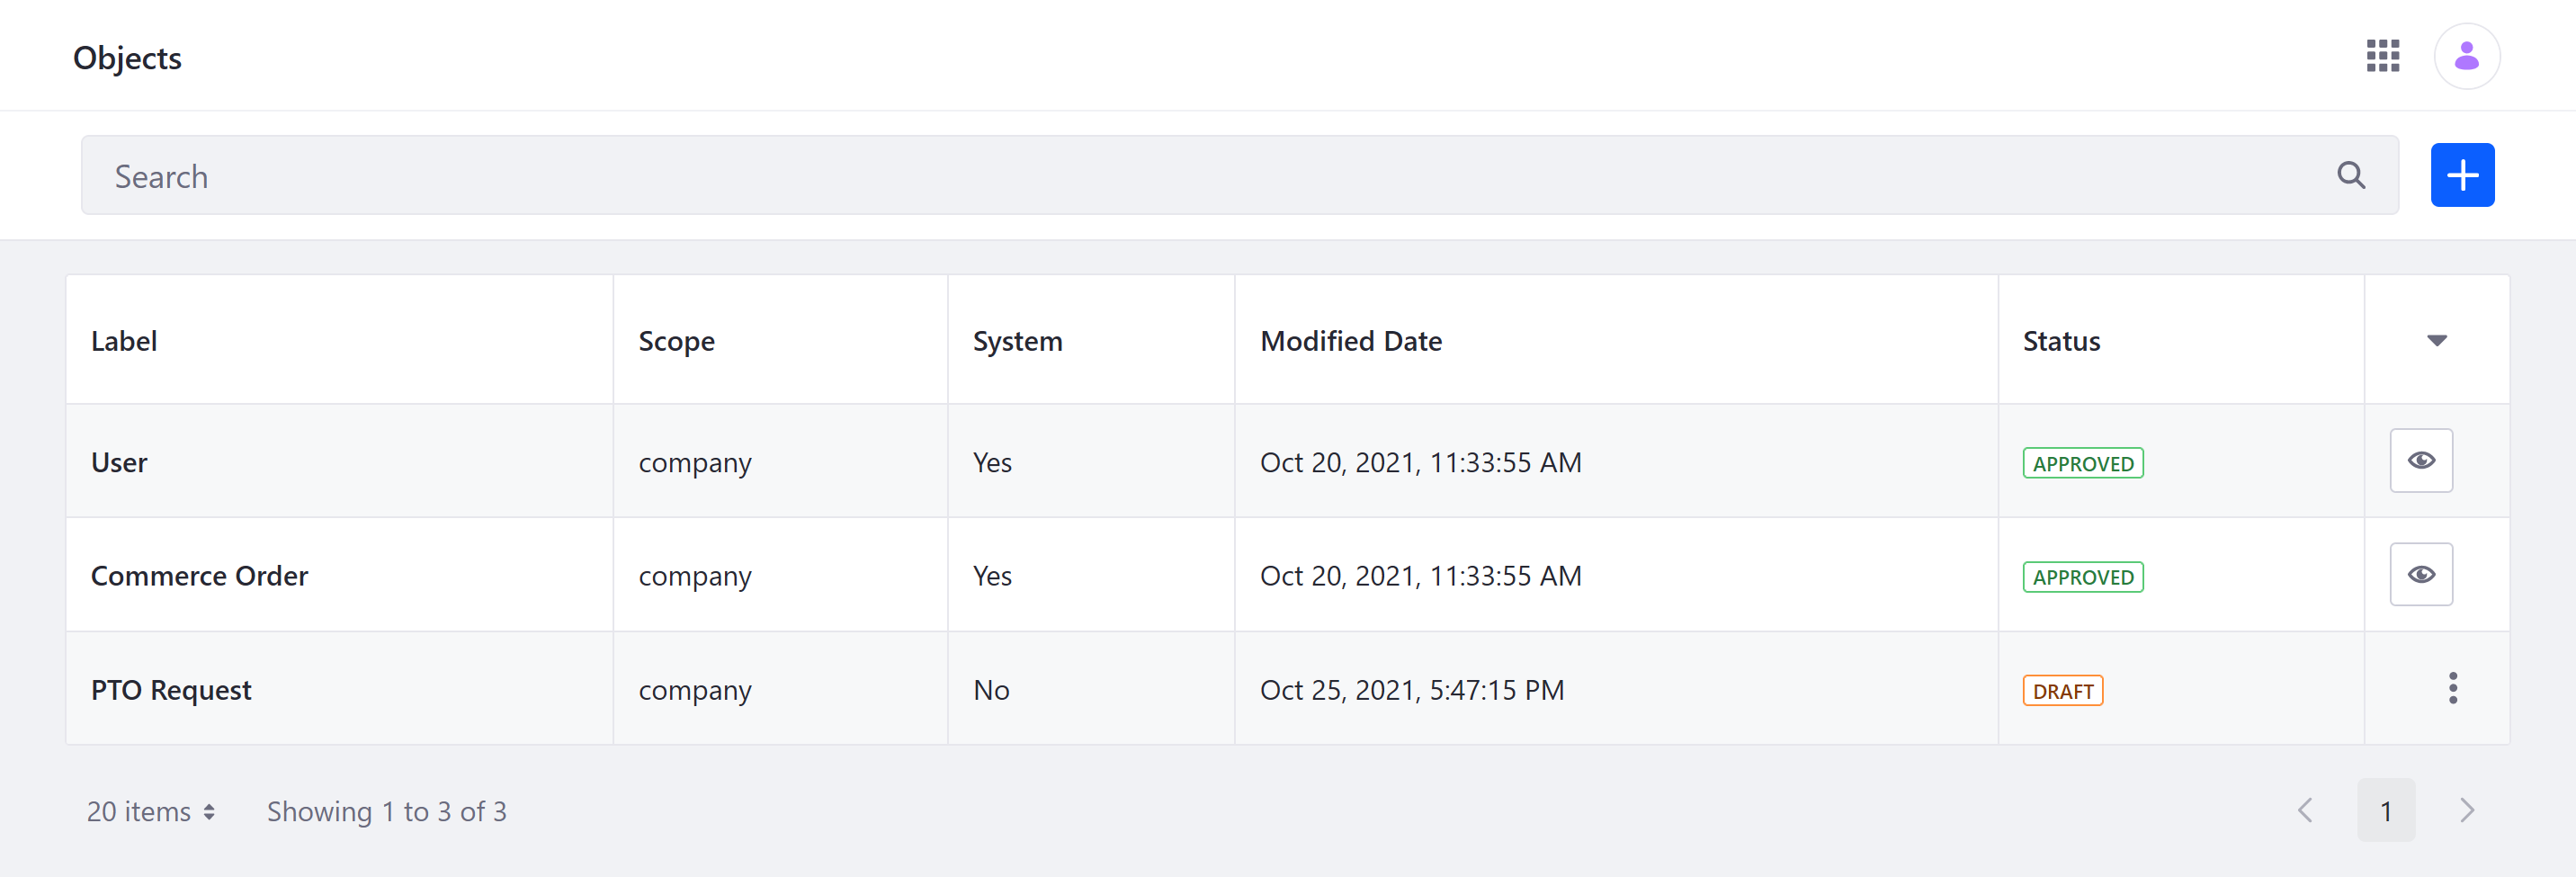 Objects
Search
Label Scope System Modified Date Status
User company Yes Oct 20, 2021, 11:33:55 AM APPROVED
Commerce Order company Yes Oct 20, 2021, 11:33:55 AM APPROVED
PTO Request company No Oct 25, 2021, 5:47:15 PM DRAFT
20 items Showing 1 to 3 of 3 1